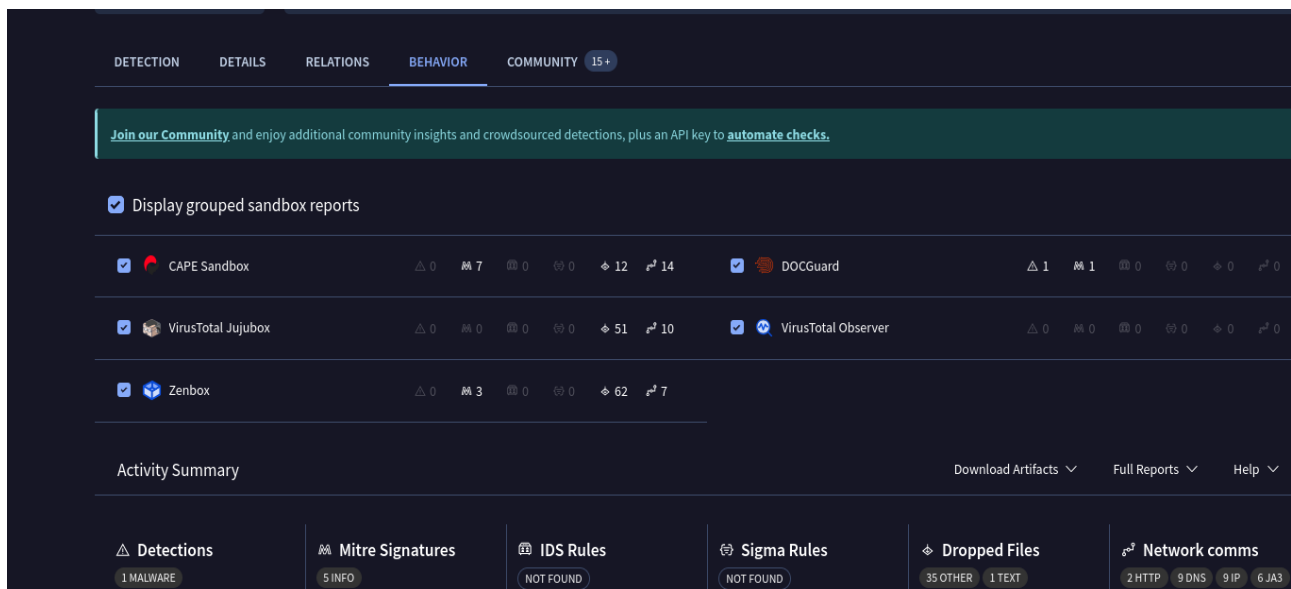 DETECTION DETAILS RELATIONS BEHAVIOR COMMUNITY 15+
Join our Community and enjoy additional community insights and crowdsourced detections, plus an API key to automate checks.
Display grouped sandbox reports
CAPE Sandbox 0 7 0 0 12 14
DOCGuard 1 1 0 0 0 0
VirusTotal Jujubox 0 0 0 0 51 10
VirusTotal Observer 0 0 0 0 0 0
Zenbox 0 3 0 0 62 7
Activity Summary Download Artifacts Full Reports Help
Detections Mitre Signatures IDS Rules Sigma Rules Dropped Files Network comms
1 MALWARE 5 INFO NOT FOUND NOT FOUND 35 OTHER 1 TEXT 2 HTTP 9 DNS 9 IP 6 JA3